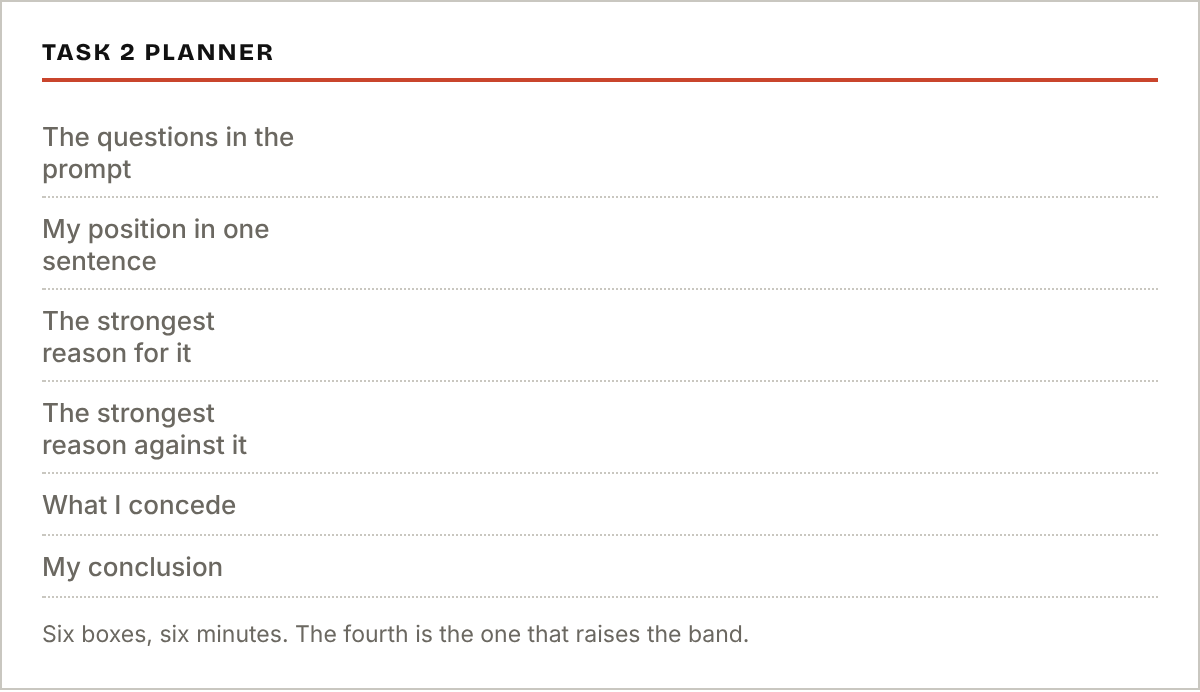 TASK 2 PLANNER
The questions in the
prompt
My position in one
sentence
The strongest
reason for it
The strongest
reason against it
What I concede
My conclusion
Six boxes, six minutes. The fourth is the one that raises the band.